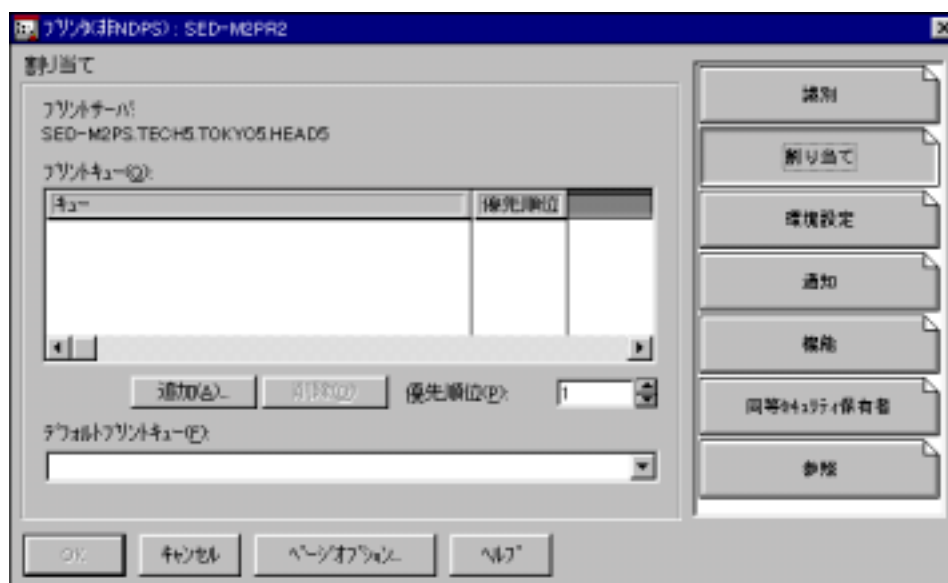 プリンタ(非NDPS) : SED-M2PR2
割り当て
プリントサーバ:
SED-M2PS.TECH5.TOKYO5.HEAD5
プリントキュー(Q):
キュー
優先順位
追加(A)...
削除(D)
優先順位(P):
1
デフォルトプリントキュー(F):
OK
キャンセル
ページオプション...
ヘルプ
識別
割り当て
環境設定
通知
機能
同等セキュリティ保有者
参照